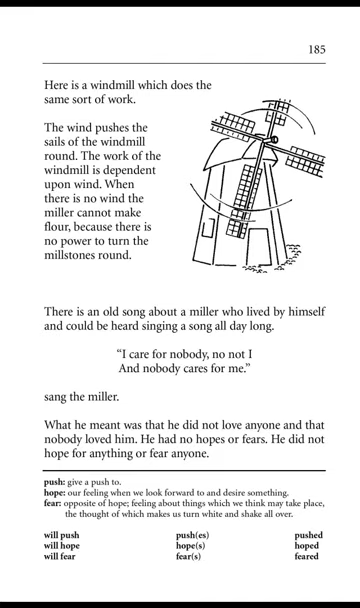 185
Here is a windmill which does the
same sort of work.
The wind pushes the
sails of the windmill
round. The work of the
windmill is dependent
upon wind. When
there is no wind the
miller cannot make
flour, because there is
no power to turn the
millstones round.
There is an old song about a miller who lived by himself
and could be heard singing a song all day long.
“I care for nobody, no not I
And nobody cares for me.”
sang the miller.
What he meant was that he did not love anyone and that
nobody loved him. He had no hopes or fears. He did not
hope for anything or fear anyone.
push: give a push to.
hope: our feeling when we look forward to and desire something.
fear: opposite of hope; feeling about things which we think may take place,
the thought of which makes us turn white and shake all over.
will push push(es) pushed
will hope hope(s) hoped
will fear fear(s) feared